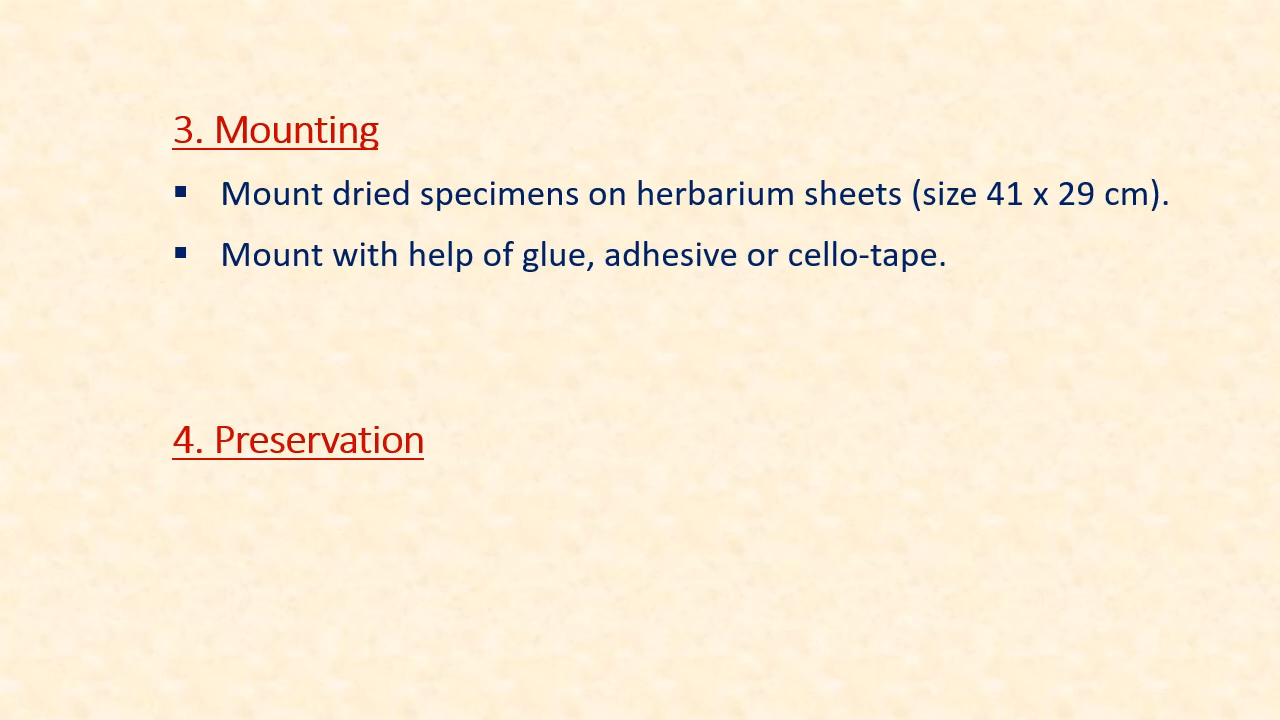 3. Mounting
▪ Mount dried specimens on herbarium sheets (size 41 x 29 cm).
▪ Mount with help of glue, adhesive or cello-tape.
4. Preservation